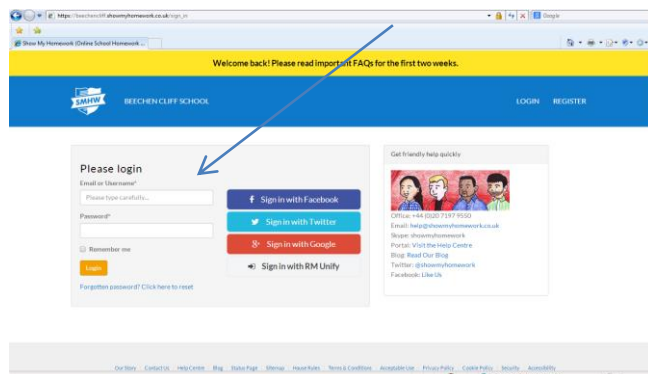 https://beechencliff.showmyhomework.co.uk/sign_in
Google
Show My Homework (Online School Homework ...
Welcome back! Please read important FAQs for the first two weeks.
SMHW
BEECHEN CLIFF SCHOOL
LOGIN REGISTER
Please login
Email or Username*
Please type carefully...
Password*
Remember me
Login
Forgotten password? Click here to reset
Sign in with Facebook
Sign in with Twitter
Sign in with Google
Sign in with RM Unify
Get friendly help quickly
Office: +44 (0)20 7197 9550
Email: help@showmyhomework.co.uk
Skype: showmyhomework
Portal: Visit the Help Centre
Blog: Read Our Blog
Twitter: @showmyhomework
Facebook: Like Us
Our Story Contact Us Help Centre Blog Status Page Sitemap House Rules Terms & Conditions Acceptable Use Privacy Policy Cookie Policy Security Accessibility